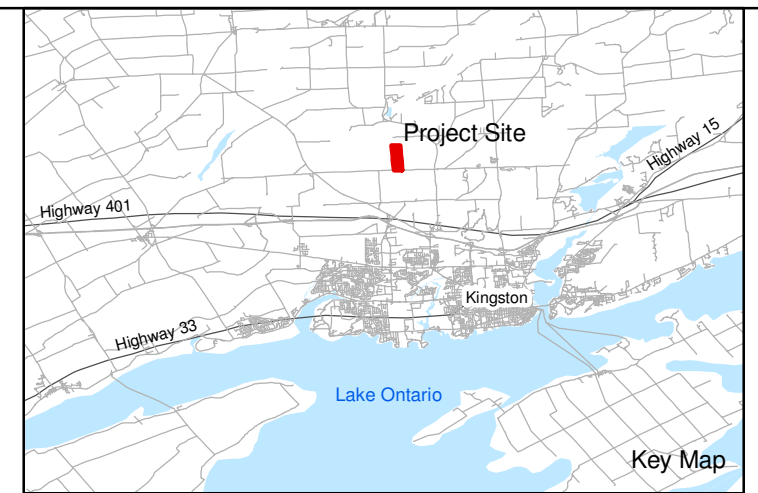 Project Site
Highway 15
Highway 401
Kingston
Highway 33
Lake Ontario
Key Map